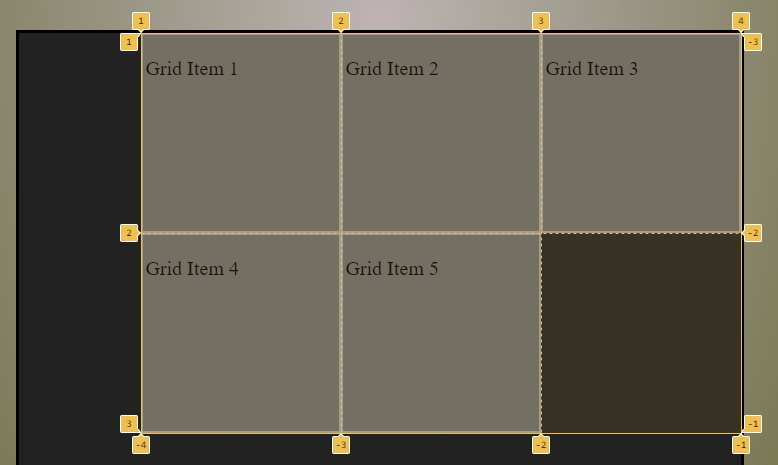 1 2 3 4
1 -3
Grid Item 1 Grid Item 2 Grid Item 3
2 -2
Grid Item 4 Grid Item 5
3 -1
-4 -3 -2 -1